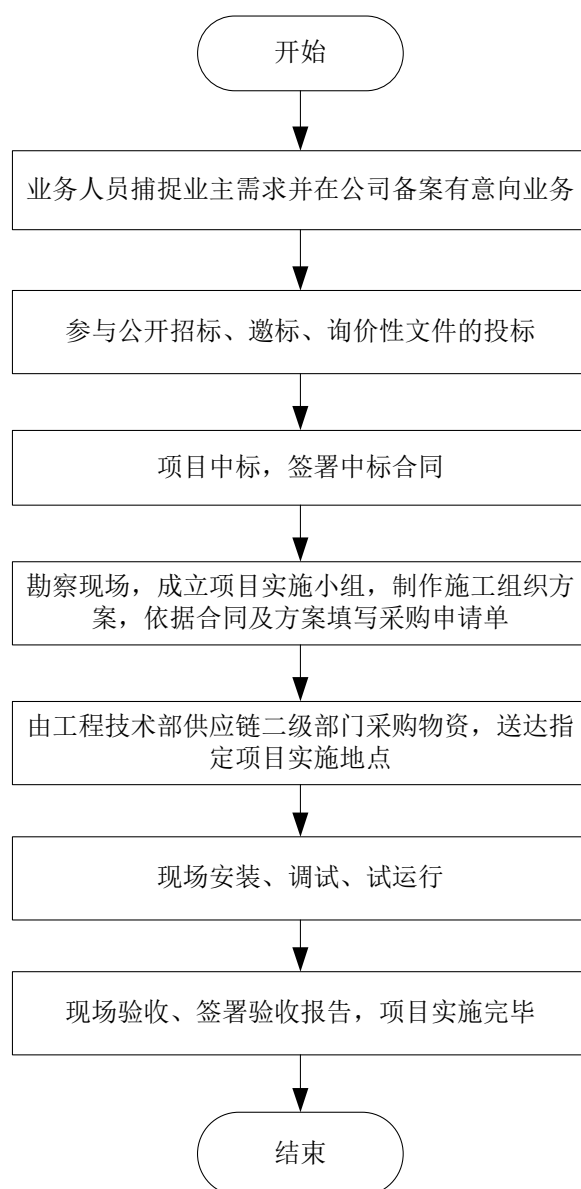 开始
业务人员捕捉业主需求并在公司备案有意向业务
参与公开招标、邀标、询价性文件的投标
项目中标，签署中标合同
勘察现场，成立项目实施小组，制作施工组织方
案，依据合同及方案填写采购申请单
由工程技术部供应链二级部门采购物资，送达指
定项目实施地点
现场安装、调试、试运行
现场验收、签署验收报告，项目实施完毕
结束